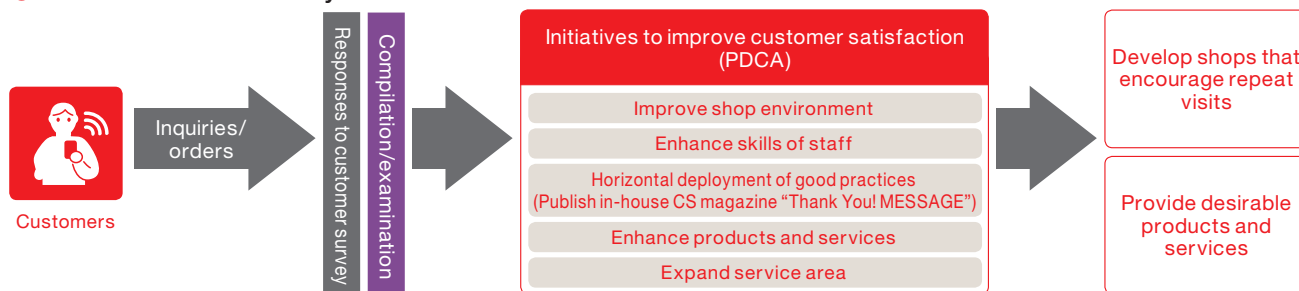 Customers
Inquiries/
orders
Responses to customer survey
Compilation/examination
Initiatives to improve customer satisfaction
(PDCA)
Improve shop environment
Enhance skills of staff
Horizontal deployment of good practices
(Publish in-house CS magazine “Thank You! MESSAGE”)
Enhance products and services
Expand service area
Develop shops that
encourage repeat
visits
Provide desirable
products and
services